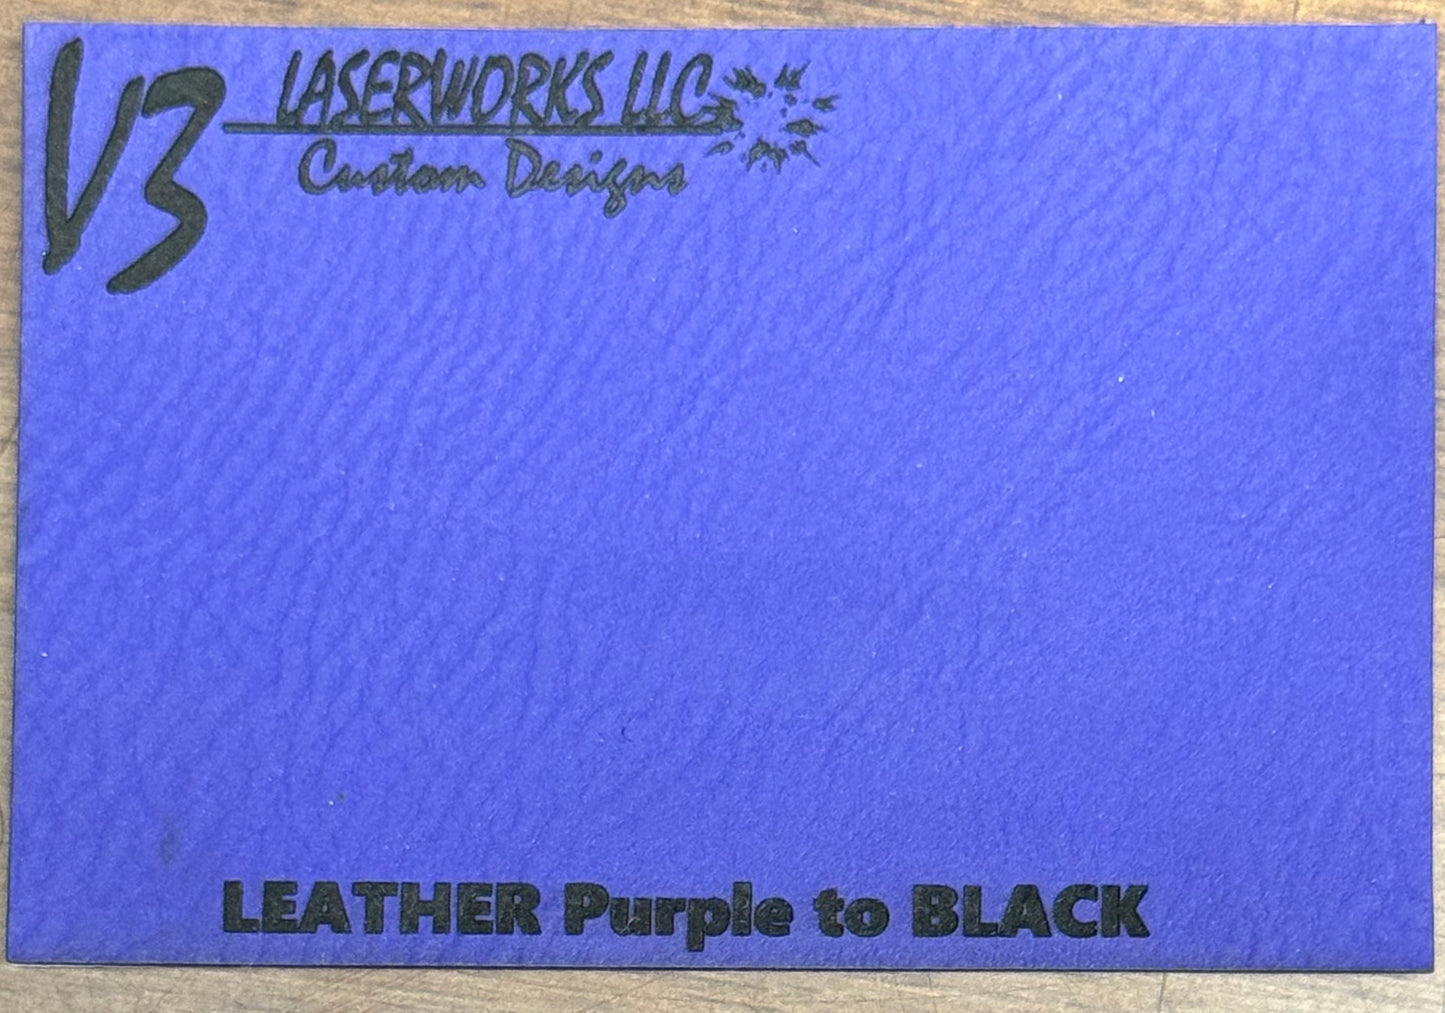 V3 LASERWORKS LLC
Custom Designs
LEATHER Purple to BLACK